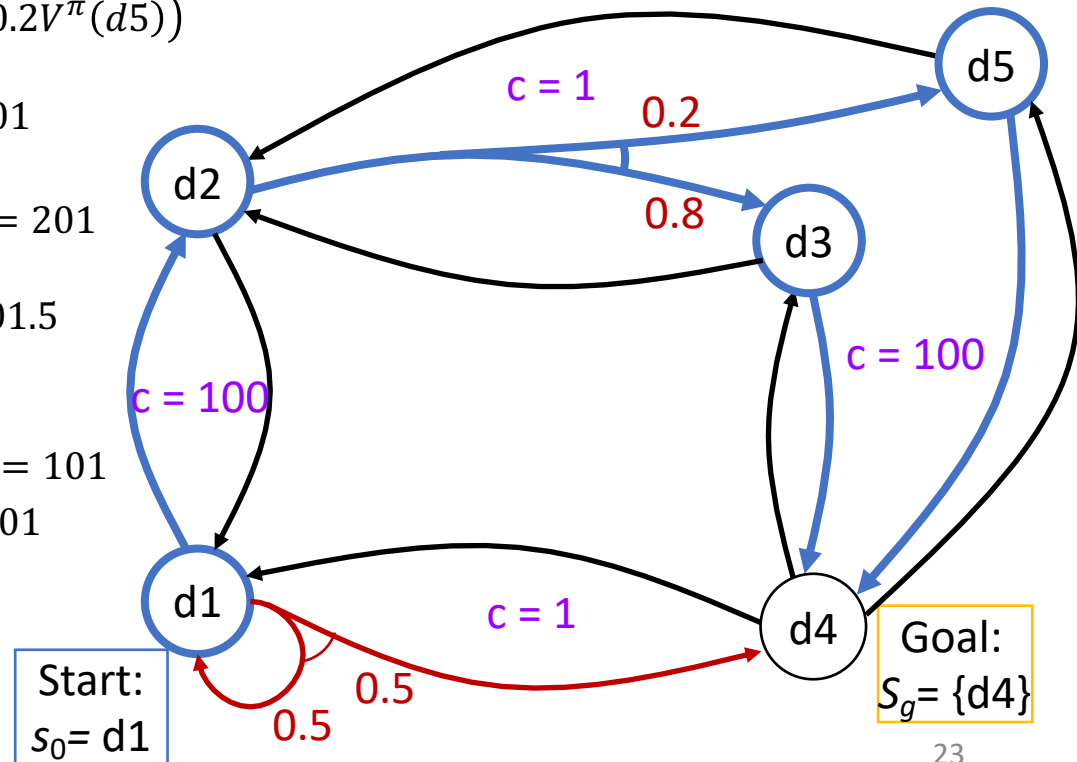 0.2V^π(d5))
01
= 201
01.5
= 101
01
d5
c = 1
0.2
d2
0.8
d3
c = 100
c = 100
d1
c = 1
d4
0.5
0.5
Start:
s₀= d1
Goal:
S_g= {d4}
23